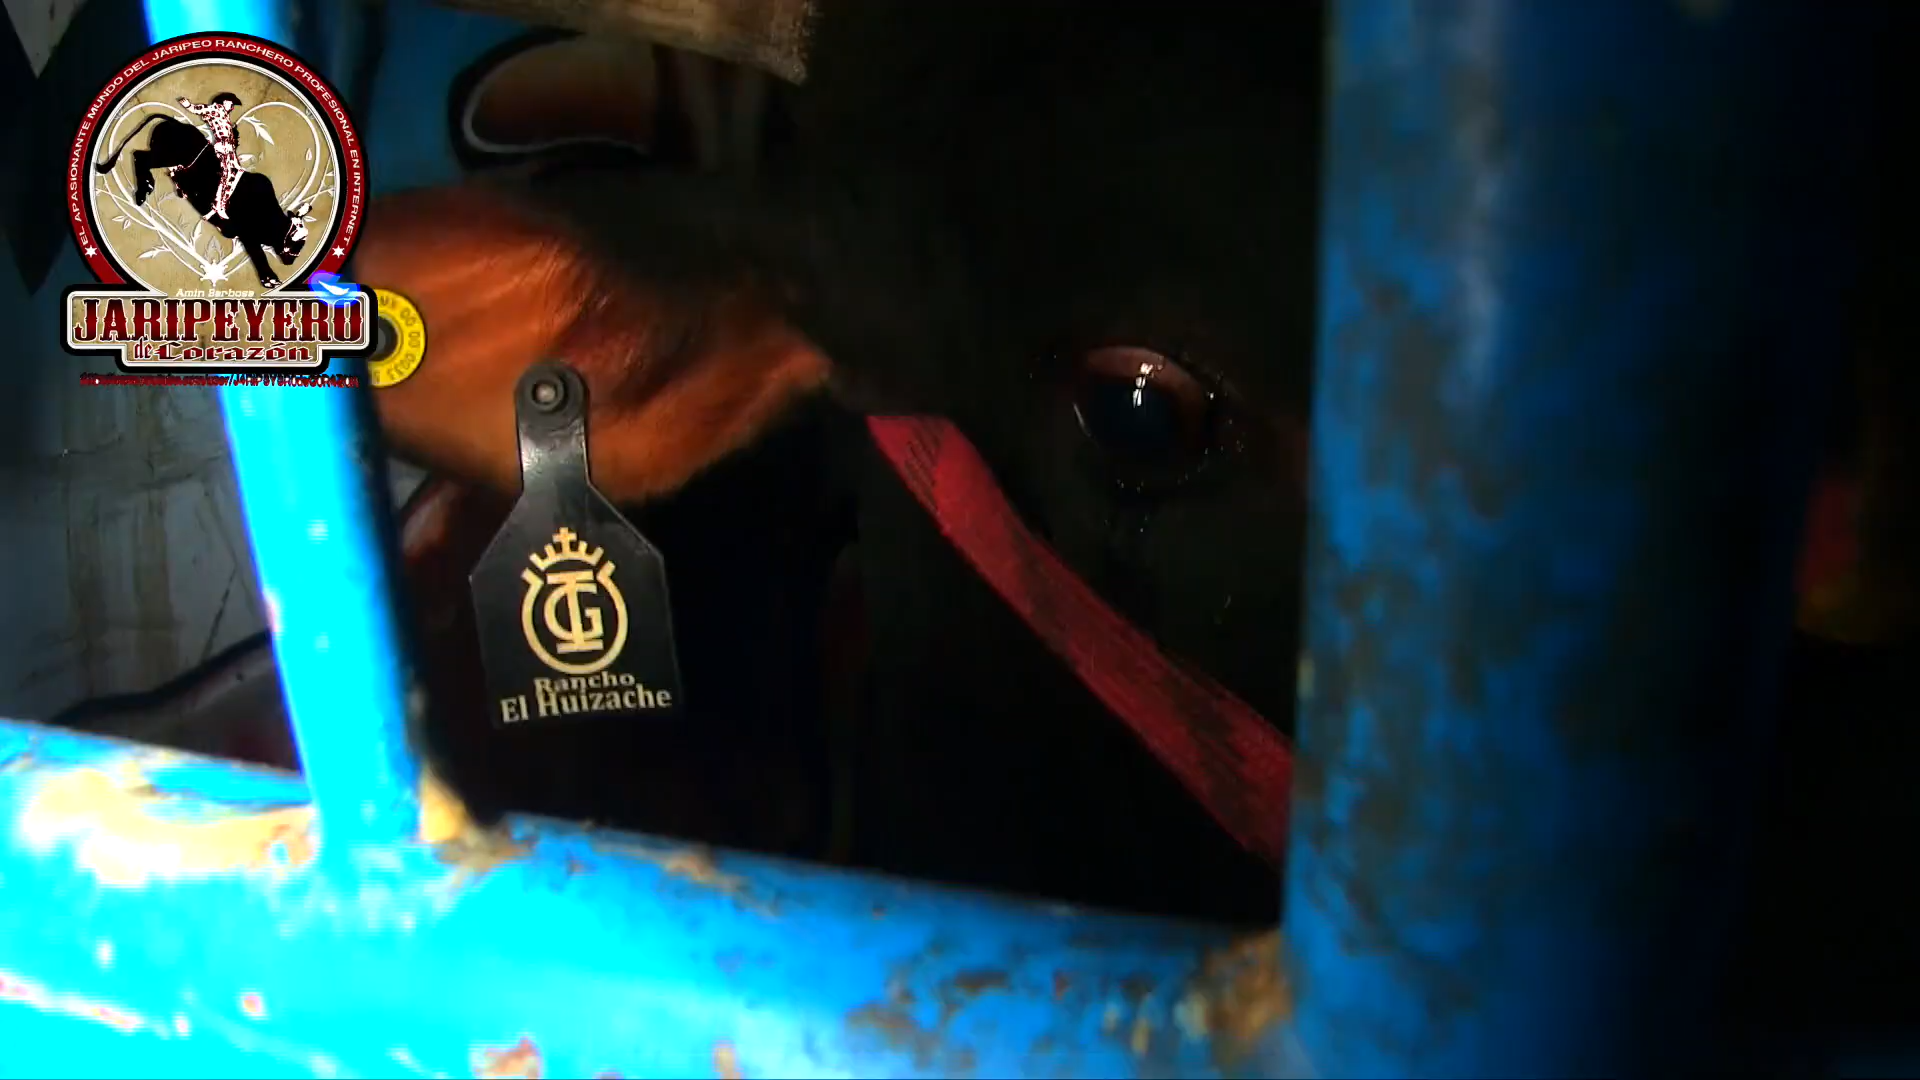 EL APASIONANTE MUNDO DEL JARIPEO RANCHERO PROFESIONAL EN INTERNET
Amin Barbosa
JARIPEYERO
de Corazón
Rancho
El Huizache